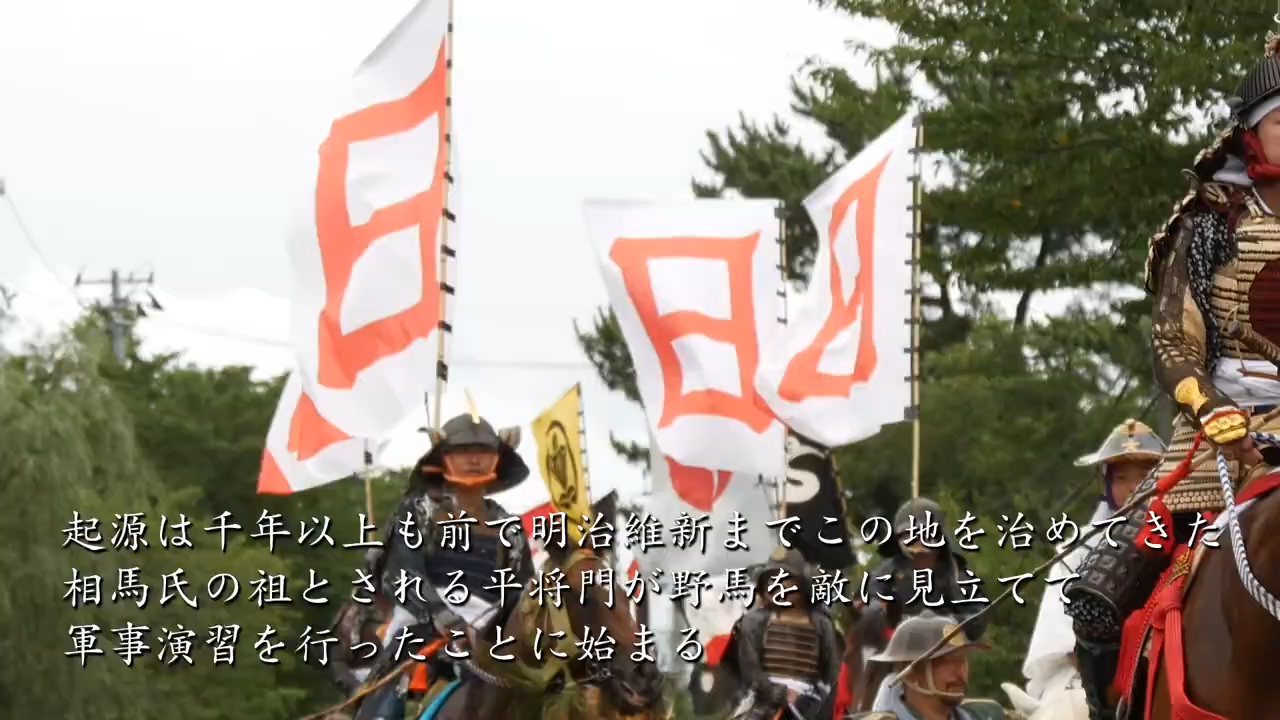 日
日
日
起源は千年以上も前で明治維新までこの地を治めてきた
相馬氏の祖とされる平将門が野馬を敵に見立てて
軍事演習を行ったことに始まる